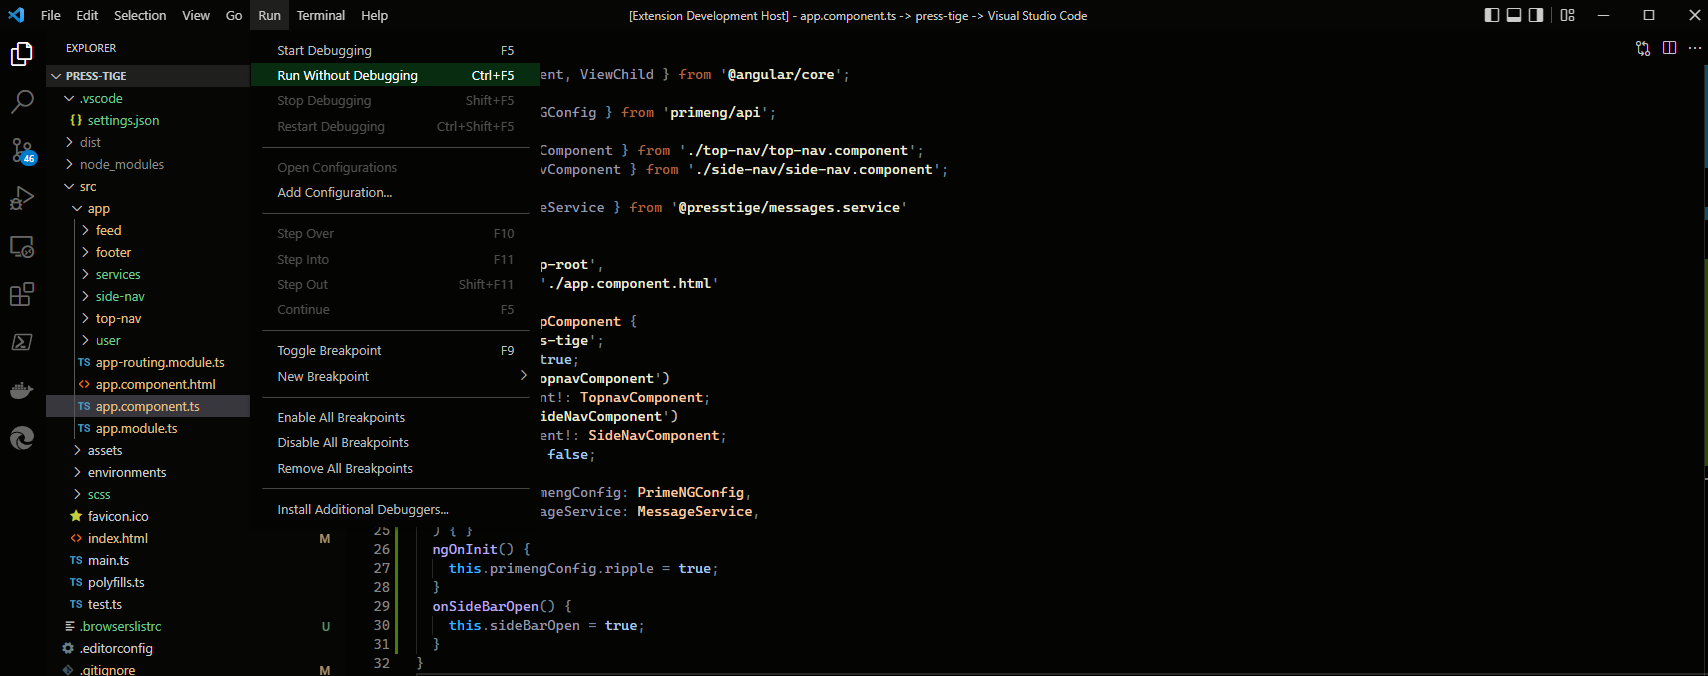 File Edit Selection View Go Run Terminal Help
[Extension Development Host] - app.component.ts -> press-tige -> Visual Studio Code
EXPLORER
PRESS-TIGE
.vscode
{} settings.json
dist
node_modules
src
app
feed
footer
services
side-nav
top-nav
user
TS app-routing.module.ts
<> app.component.html
TS app.component.ts
TS app.module.ts
assets
environments
scss
favicon.ico
<> index.html M
TS main.ts
TS polyfills.ts
TS test.ts
.browserslistrc U
.editorconfig
.gitignore M
46
Start Debugging F5
Run Without Debugging Ctrl+F5
Stop Debugging Shift+F5
Restart Debugging Ctrl+Shift+F5
Open Configurations
Add Configuration...
Step Over F10
Step Into F11
Step Out Shift+F11
Continue F5
Toggle Breakpoint F9
New Breakpoint
Enable All Breakpoints
Disable All Breakpoints
Remove All Breakpoints
Install Additional Debuggers...
ent, ViewChild } from '@angular/core';
GConfig } from 'primeng/api';
Component } from './top-nav/top-nav.component';
vComponent } from './side-nav/side-nav.component';
eService } from '@presstige/messages.service'
p-root',
'./app.component.html'
pComponent {
s-tige';
true;
opnavComponent')
nt!: TopnavComponent;
ideNavComponent')
ent!: SideNavComponent;
false;
mengConfig: PrimeNGConfig,
ageService: MessageService,
25 ) { }
26 ngOnInit() {
27 this.primengConfig.ripple = true;
28 }
29 onSideBarOpen() {
30 this.sideBarOpen = true;
31 }
32 }